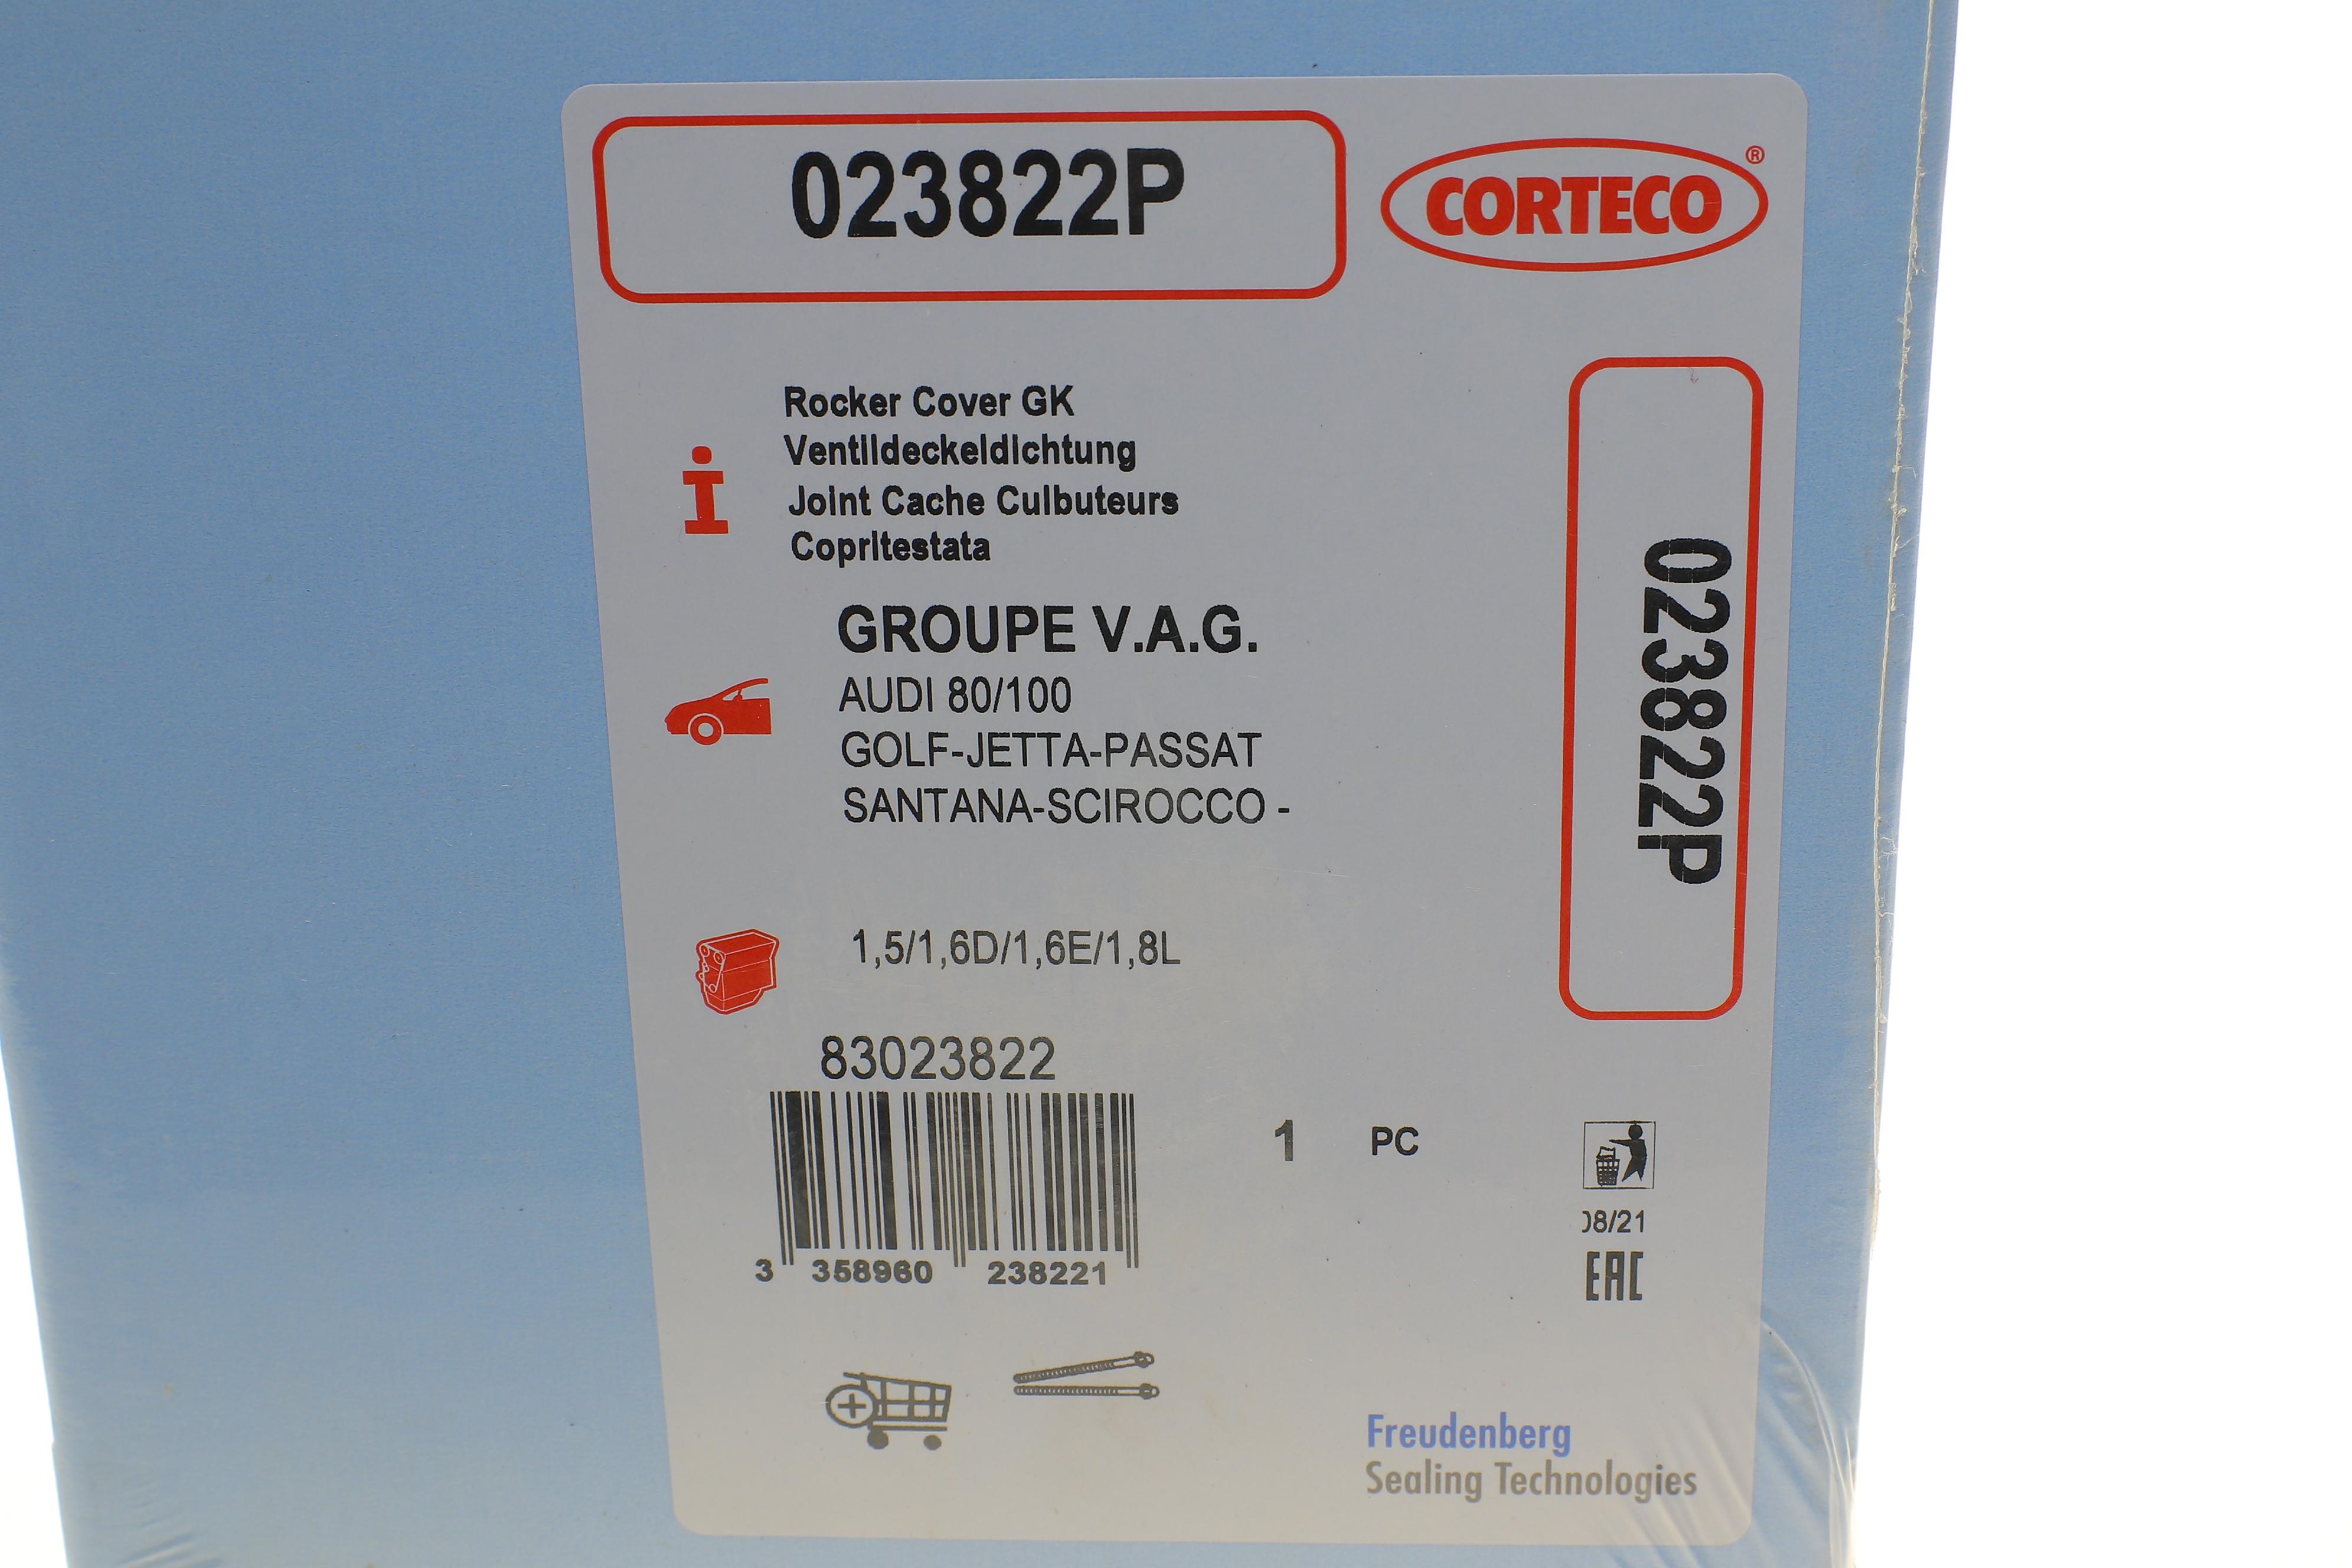 023822P
CORTECO ®
Rocker Cover GK
Ventildeckeldichtung
Joint Cache Culbuteurs
Copritestata
GROUPE V.A.G.
AUDI 80/100
GOLF-JETTA-PASSAT
SANTANA-SCIROCCO -
023822P
1,5/1,6D/1,6E/1,8L
83023822
3 358960 238221
1 PC
08/21
EAC
Freudenberg
Sealing Technologies